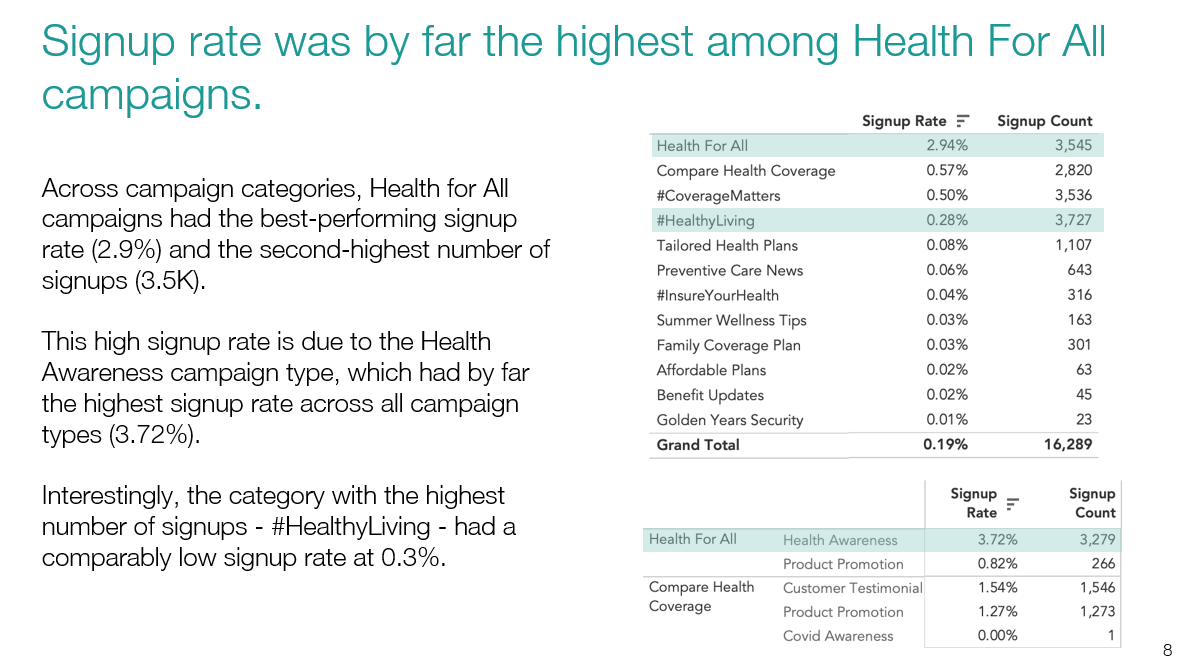 Signup rate was by far the highest among Health For All
campaigns.
Across campaign categories, Health for All
campaigns had the best-performing signup
rate (2.9%) and the second-highest number of
signups (3.5K).
This high signup rate is due to the Health
Awareness campaign type, which had by far
the highest signup rate across all campaign
types (3.72%).
Interestingly, the category with the highest
number of signups - #HealthyLiving - had a
comparably low signup rate at 0.3%.
Signup Rate Signup Count
Health For All 2.94% 3,545
Compare Health Coverage 0.57% 2,820
#CoverageMatters 0.50% 3,536
#HealthyLiving 0.28% 3,727
Tailored Health Plans 0.08% 1,107
Preventive Care News 0.06% 643
#InsureYourHealth 0.04% 316
Summer Wellness Tips 0.03% 163
Family Coverage Plan 0.03% 301
Affordable Plans 0.02% 63
Benefit Updates 0.02% 45
Golden Years Security 0.01% 23
Grand Total 0.19% 16,289
Signup Signup
Rate Count
Health For All Health Awareness 3.72% 3,279
Product Promotion 0.82% 266
Compare Health Customer Testimonial 1.54% 1,546
Coverage Product Promotion 1.27% 1,273
Covid Awareness 0.00% 1
8